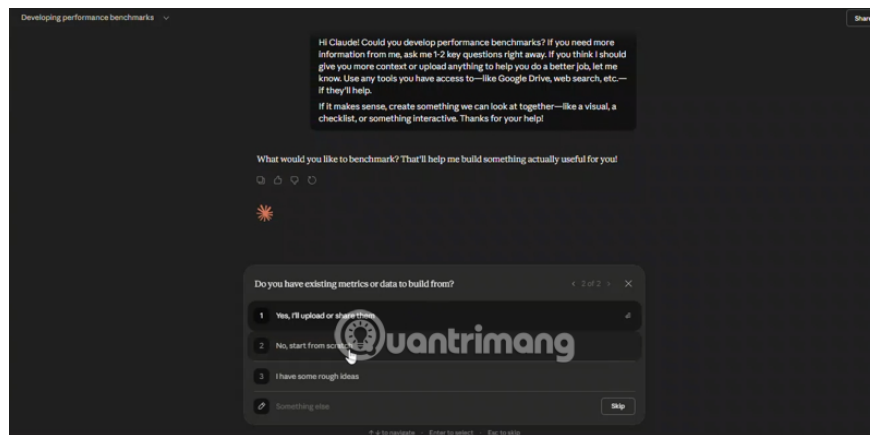 Developing performance benchmarks
Share
Hi Claude! Could you develop performance benchmarks? If you need more
information from me, ask me 1-2 key questions right away. If you think I should
give you more context or upload anything to help you do a better job, let me
know. Use any tools you have access to—like Google Drive, web search, etc.—
if they'll help.
If it makes sense, create something we can look at together—like a visual, a
checklist, or something interactive. Thanks for your help!
What would you like to benchmark? That'll help me build something actually useful for you!
Do you have existing metrics or data to build from?
2 of 2
1 Yes, I'll upload or share them
2 No, start from scratch
Quantrimang
3 I have some rough ideas
Something else
Skip
↑↓ to navigate · Enter to select · Esc to skip